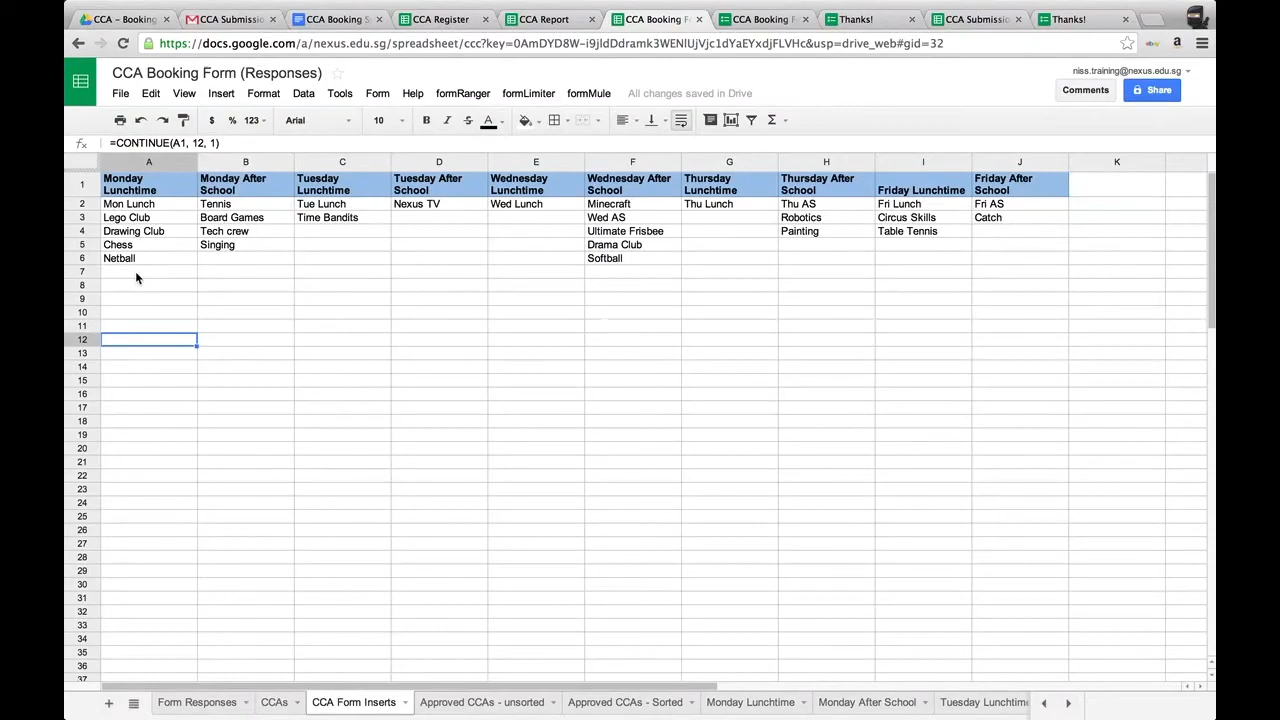 CCA – Booking
CCA Submissio
CCA Booking S
CCA Register
CCA Report
CCA Booking F
CCA Booking
Thanks!
CCA Submissio
Thanks!
https://docs.google.com/a/nexus.edu.sg/spreadsheet/ccc?key=0AmDYD8W-i9jldDdramk3WENlUjVjc1dYaEYxdjFLVHc&usp=drive_web#gid=32
CCA Booking Form (Responses)
niss.training@nexus.edu.sg
File Edit View Insert Format Data Tools Form Help formRanger formLimiter formMule All changes saved in Drive
Comments
Share
$ % 123 Arial 10 B I S A Σ
fx =CONTINUE(A1, 12, 1)
A B C D E F G H I J K
1 Monday Lunchtime Monday After School Tuesday Lunchtime Tuesday After School Wednesday Lunchtime Wednesday After School Thursday Lunchtime Thursday After School Friday Lunchtime Friday After School
2 Mon Lunch Tennis Tue Lunch Nexus TV Wed Lunch Minecraft Thu Lunch Thu AS Fri Lunch Fri AS
3 Lego Club Board Games Time Bandits Wed AS Robotics Circus Skills Catch
4 Drawing Club Tech crew Ultimate Frisbee Painting Table Tennis
5 Chess Singing Drama Club
6 Netball Softball
7
8
9
10
11
12
13
14
15
16
17
18
19
20
21
22
23
24
25
26
27
28
29
30
31
32
33
34
35
36
37
+ Form Responses CCAs CCA Form Inserts Approved CCAs - unsorted Approved CCAs - Sorted Monday Lunchtime Monday After School Tuesday Lunchtim